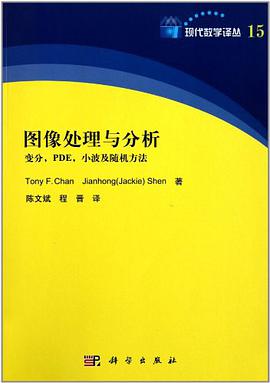 现代数学译丛 15
图像处理与分析
变分，PDE，小波及随机方法
Tony F. Chan Jianhong(Jackie) Shen 著
陈文斌 程晋 译
科学出版社